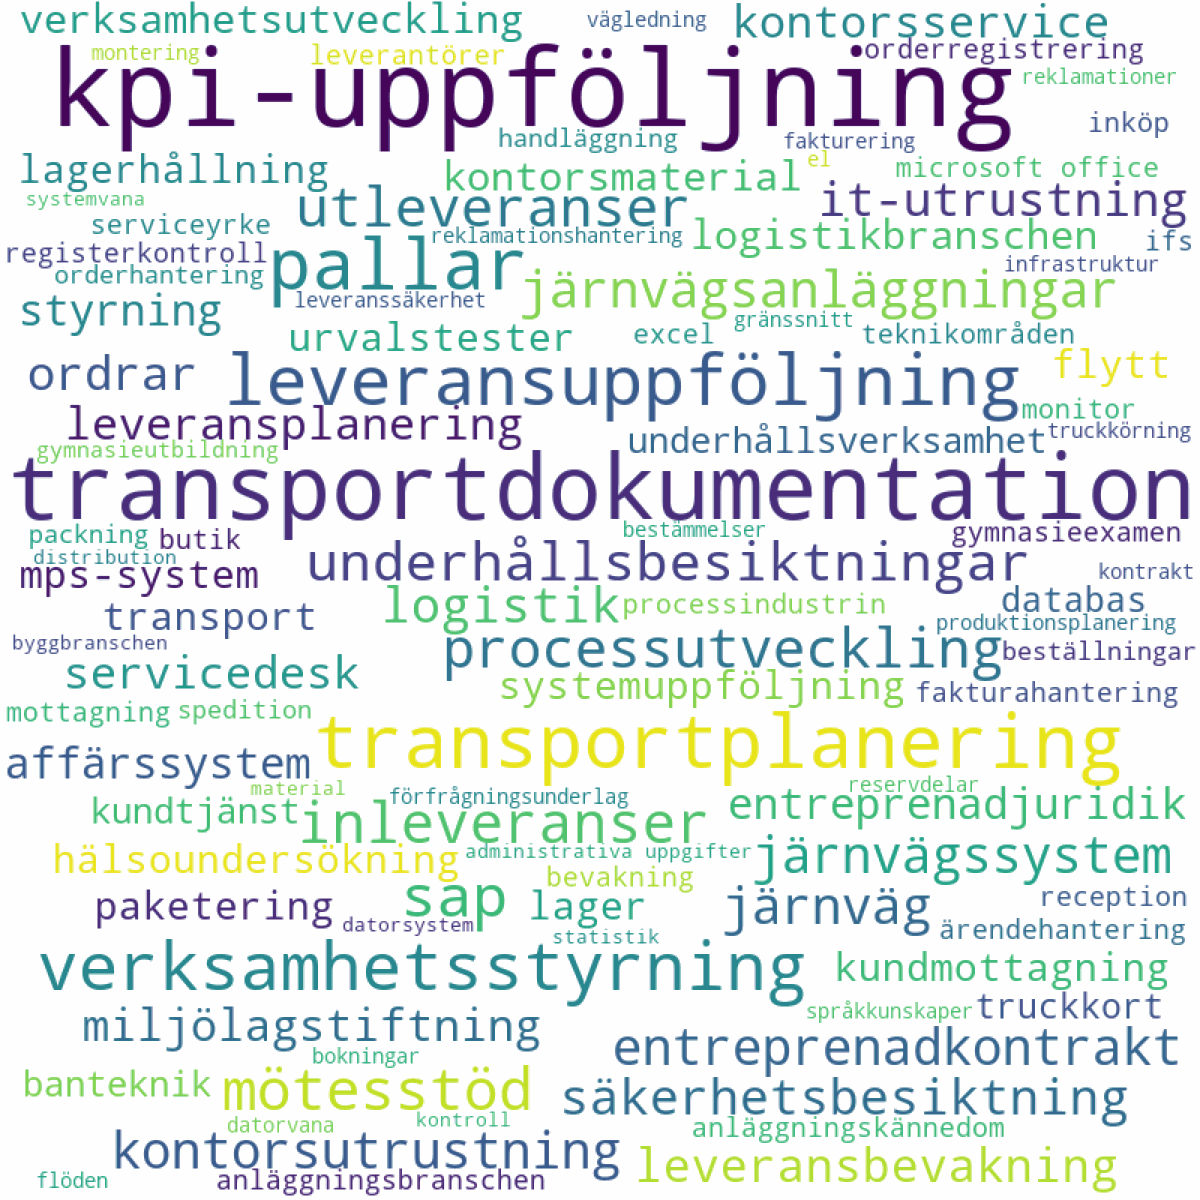 verksamhetsutveckling vägledning kontorsservice
montering leverantörer orderregistrering
kpi-uppföljning reklamationer
inköp
handläggning fakturering
lagerhållning kontorsmaterial el microsoft office
systemvana utleveranser it-utrustning
serviceyrke reklamationshantering logistikbranschen ifs
registerkontroll pallar infrastruktur
orderhantering järnvägsanläggningar
styrning leveranssäkerhet gränssnitt
urvalstester excel teknikområden
ordrar leveransuppföljning flytt
leveransplanering monitor
gymnasieutbildning underhållsverksamhet truckkörning
transportdokumentation
packning butik bestämmelser gymnasieexamen
distribution underhållsbesiktningar kontrakt
mps-system
transport logistik processindustrin databas
byggbranschen processutveckling produktionsplanering
beställningar
servicedesk systemuppföljning fakturahantering
mottagning spedition
affärssystem transportplanering
material förfrågningsunderlag reservdelar
kundtjänst inleveranser entreprenadjuridik
hälsoundersökning administrativa uppgifter järnvägssystem
bevakning
paketering sap lager järnväg reception
datorsystem statistik ärendehantering
verksamhetsstyrning kundmottagning
språkkunskaper truckkort
miljölagstiftning entreprenadkontrakt
bokningar
banteknik mötesstöd säkerhetsbesiktning
datorvana kontroll anläggningskännedom
kontorsutrustning leveransbevakning
flöden anläggningsbranschen